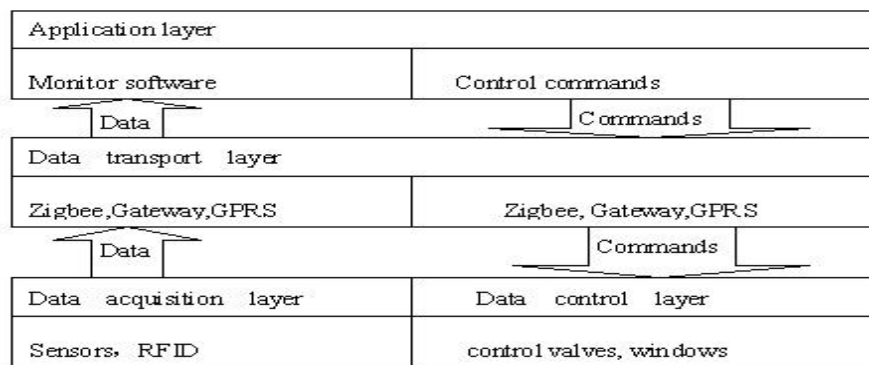 Application layer
Monitor software
Control commands
Data
Commands
Data transport layer
Zigbee,Gateway,GPRS
Zigbee, Gateway,GPRS
Data
Commands
Data acquisition layer
Data control layer
Sensors，RFID
control valves, windows